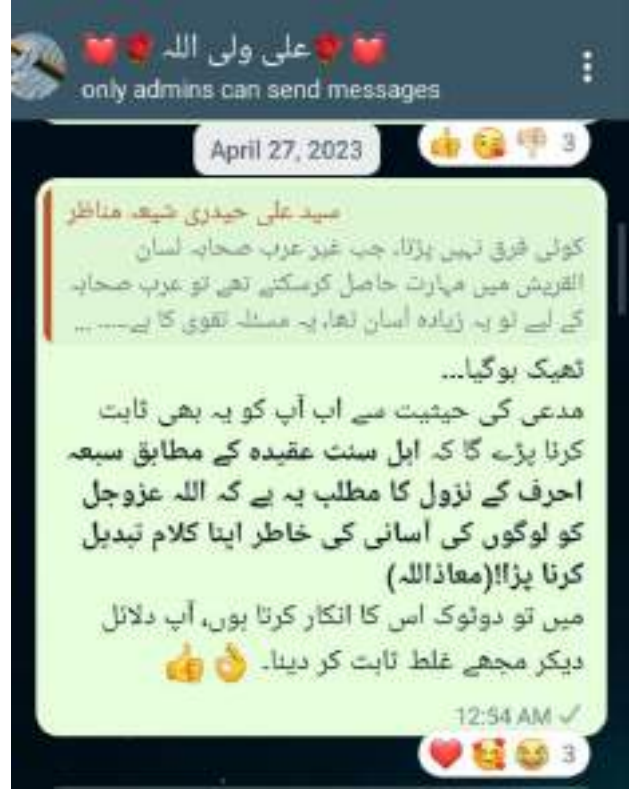 ❤️🌹علی ولی اللہ🌹❤️
only admins can send messages
April 27, 2023
👍😘👎 3
سید علی حیدری شیعہ مناظر
کوئی فرق نہیں پڑتا، جب غیر عرب صحابہ لسان
القریش میں مہارت حاصل کرسکتے تھے تو عرب صحابہ
کے لیے تو یہ زیادہ آسان تھا، یہ مسئلہ تقوی کا ہے..... ...
ٹھیک ہوگیا...
مدعی کی حیثیت سے اب آپ کو یہ بھی ثابت
کرنا پڑے گا کہ اہل سنت عقیدہ کے مطابق سبعہ
احرف کے نزول کا مطلب یہ ہے کہ اللہ عزوجل
کو لوگوں کی آسانی کی خاطر اپنا کلام تبدیل
کرنا پڑا!!(معاذاللہ)
میں تو دوٹوک اس کا انکار کرتا ہوں، آپ دلائل
دیکر مجھے غلط ثابت کر دینا۔ 👌👍
12:54 AM ✓
❤️🥰😂 3